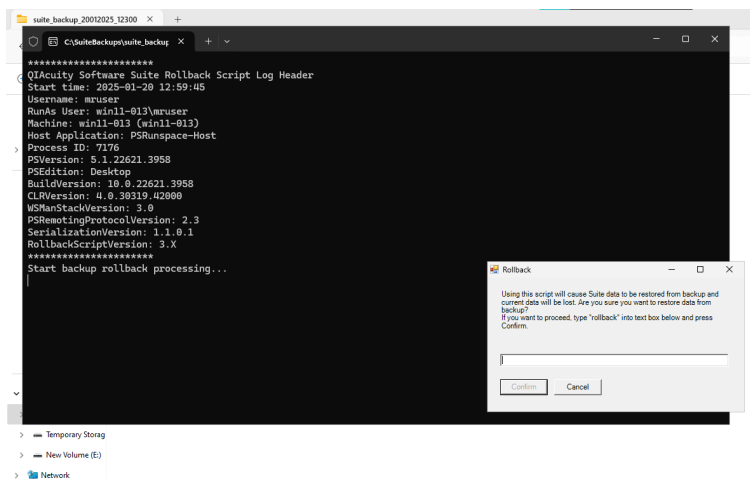 suite_backup_20012025_12300
C:\SuiteBackups\suite_backup
**********************
QIAcuity Software Suite Rollback Script Log Header
Start time: 2025-01-20 12:59:45
Username: mruser
RunAs User: win11-013\mruser
Machine: win11-013 (win11-013)
Host Application: PSRunspace-Host
Process ID: 7176
PSVersion: 5.1.22621.3958
PSEdition: Desktop
BuildVersion: 10.0.22621.3958
CLRVersion: 4.0.30319.42000
WSManStackVersion: 3.0
PSRemotingProtocolVersion: 2.3
SerializationVersion: 1.1.0.1
RollbackScriptVersion: 3.X
**********************
Start backup rollback processing...
Rollback
Using this script will cause Suite data to be restored from backup and
current data will be lost. Are you sure you want to restore data from
backup?
If you want to proceed, type "rollback" into text box below and press
Confirm.
Confirm
Cancel
Temporary Storag
New Volume (E:)
Network